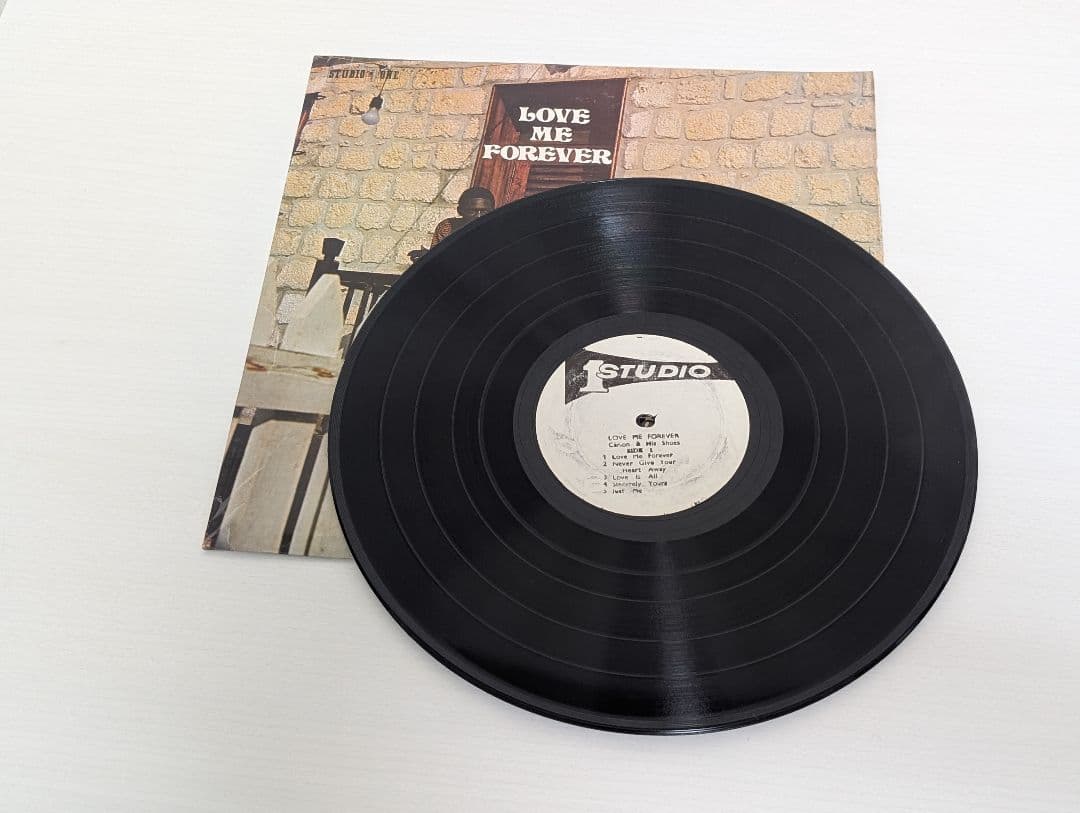 STUDIO ONE
LOVE
ME
FOREVER
1 STUDIO
LOVE ME FOREVER
Carlton & His Shoes
SIDE 1
1 Love Me Forever
2 Never Give Your
Heart Away
3 Love Is All
4 Sincerely Yours
5 Just Me